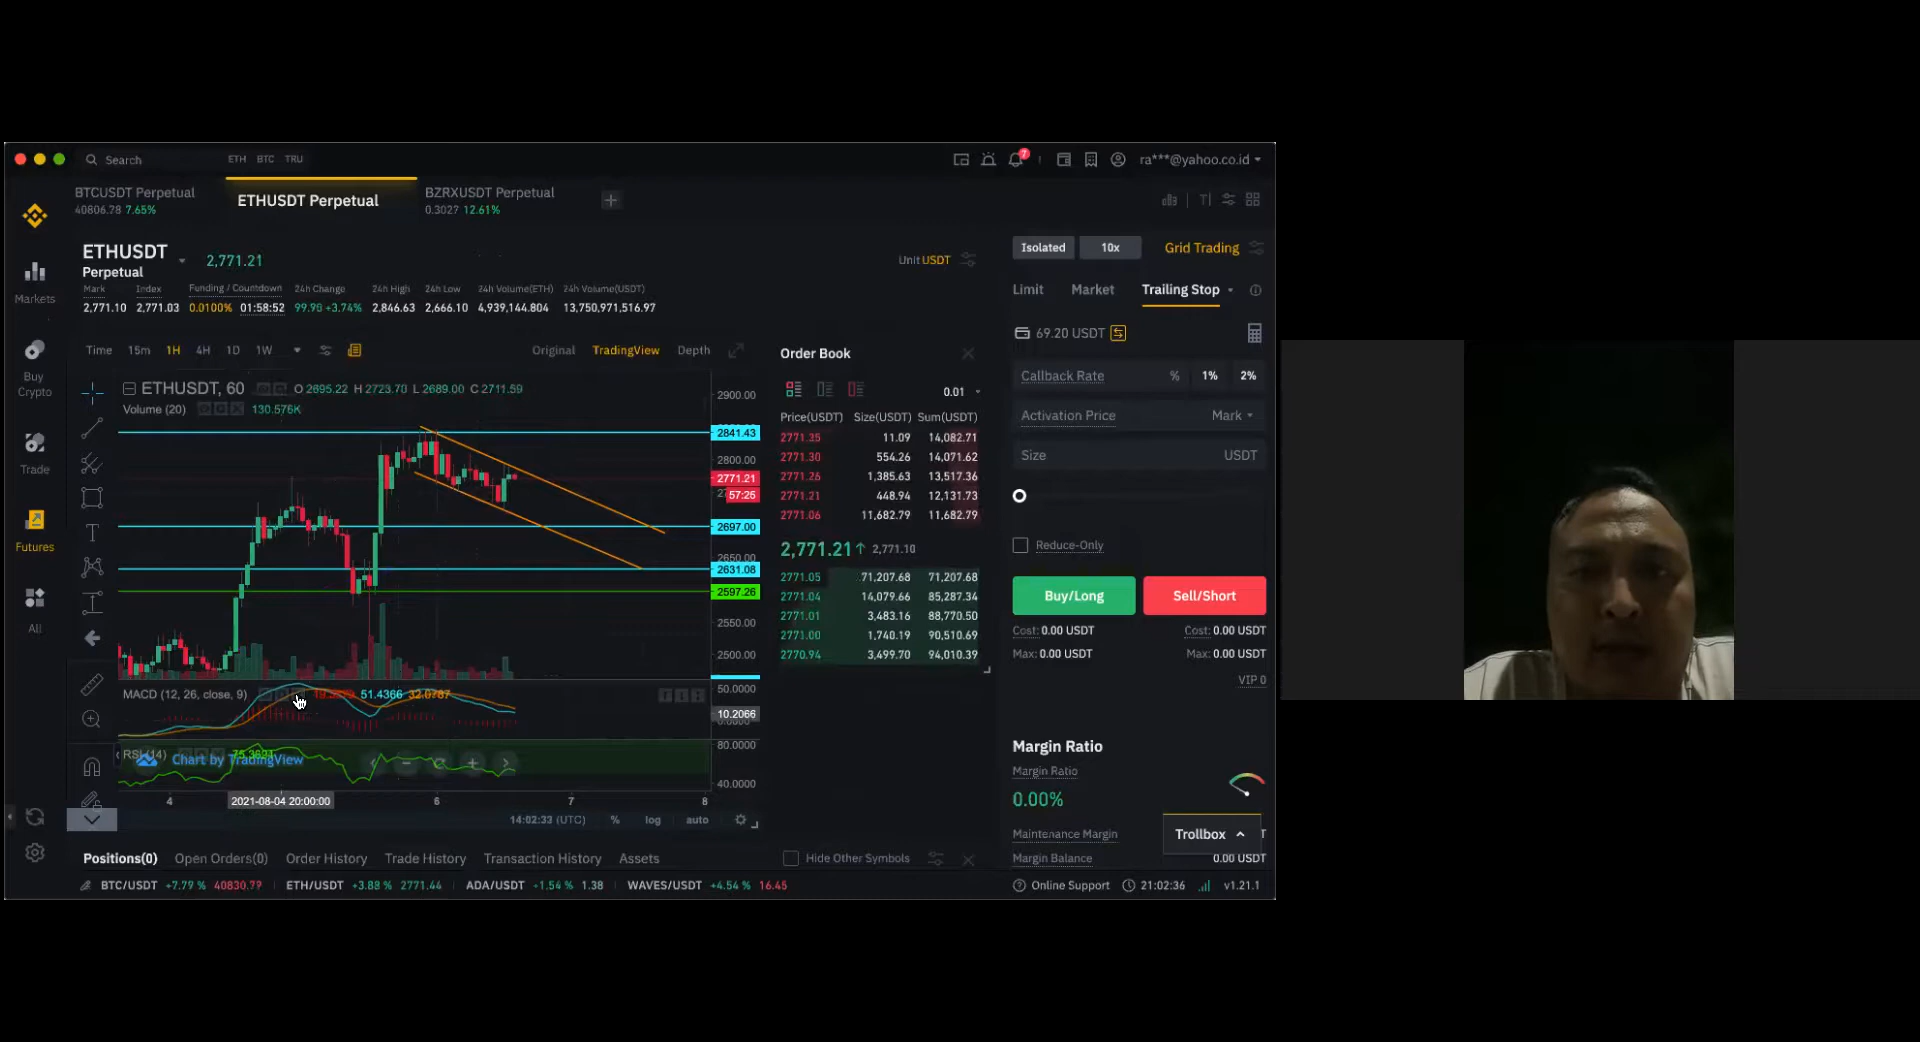 Search ETH BTC TRU ra***@yahoo.co.id
BTCUSDT Perpetual
40806.78 7.65%
ETHUSDT Perpetual
BZRXUSDT Perpetual
0.3027 12.61%
ETHUSDT
Perpetual
2,771.21
Unit USDT
Mark Index Funding / Countdown 24h Change 24h High 24h Low 24h Volume(ETH) 24h Volume(USDT)
2,771.10 2,771.03 0.0100% 01:58:52 99.90 +3.74% 2,846.63 2,666.10 4,939,144.804 13,750,971,516.97
Markets
Buy
Crypto
Trade
Futures
All
Time 15m 1H 4H 1D 1W Original TradingView Depth
ETHUSDT, 60 O 2695.22 H 2723.70 L 2689.00 C 2711.59
Volume (20) 130.576K
2900.00
2841.43
2800.00
2771.21
57:26
2697.00
2650.00
2631.08
2597.26
2550.00
2500.00
MACD (12, 26, close, 9) 51.4366 32.0787
50.0000
10.2066
RSI (14)
Chart by TradingView
80.0000
40.0000
4 2021-08-04 20:00:00 6 7 8
14:02:33 (UTC) % log auto
Order Book
0.01
Price(USDT) Size(USDT) Sum(USDT)
2771.35 11.09 14,082.71
2771.30 554.26 14,071.62
2771.26 1,385.63 13,517.36
2771.21 448.94 12,131.73
2771.06 11,682.79 11,682.79
2,771.21↑ 2,771.10
2771.05 71,207.68 71,207.68
2771.04 14,079.66 85,287.34
2771.01 3,483.16 88,770.50
2771.00 1,740.19 90,510.69
2770.94 3,499.70 94,010.39
Isolated 10x Grid Trading
Limit Market Trailing Stop
69.20 USDT
Callback Rate % 1% 2%
Activation Price Mark
Size USDT
Reduce-Only
Buy/Long Sell/Short
Cost: 0.00 USDT Cost: 0.00 USDT
Max: 0.00 USDT Max: 0.00 USDT
VIP 0
Margin Ratio
Margin Ratio
0.00%
Maintenance Margin
Trollbox
Margin Balance 0.00 USDT
Positions(0) Open Orders(0) Order History Trade History Transaction History Assets Hide Other Symbols
BTC/USDT +7.79 % 40830.79 ETH/USDT +3.88 % 2771.44 ADA/USDT +1.54 % 1.38 WAVES/USDT +4.54 % 16.45
Online Support 21:02:36 v1.21.1